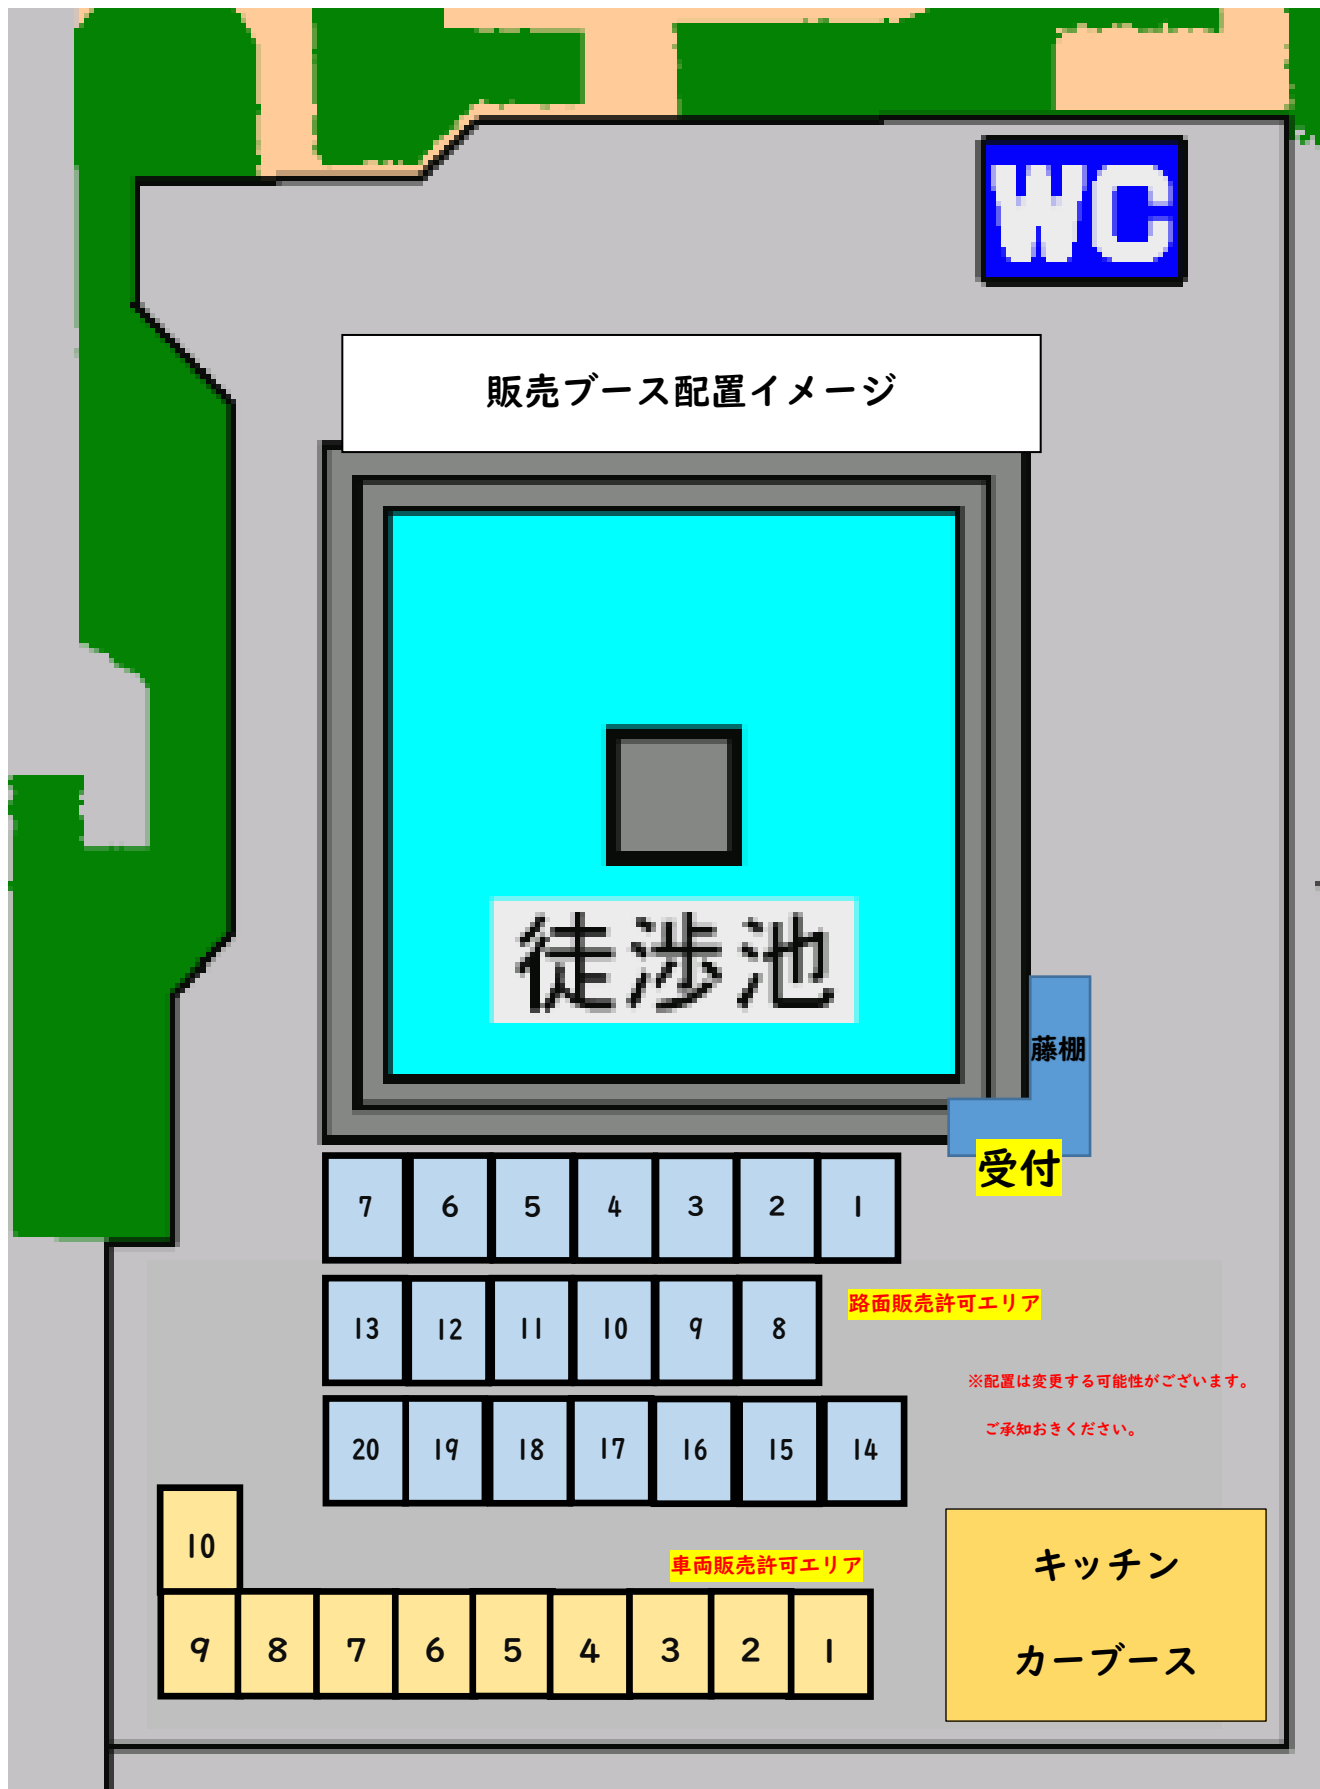 WC
販売ブース配置イメージ
徒渉池
藤棚
受付
7 6 5 4 3 2 1
13 12 11 10 9 8
路面販売許可エリア
※配置は変更する可能性がございます。
ご承知おきください。
20 19 18 17 16 15 14
10
車両販売許可エリア
9 8 7 6 5 4 3 2 1
キッチン
カーブース